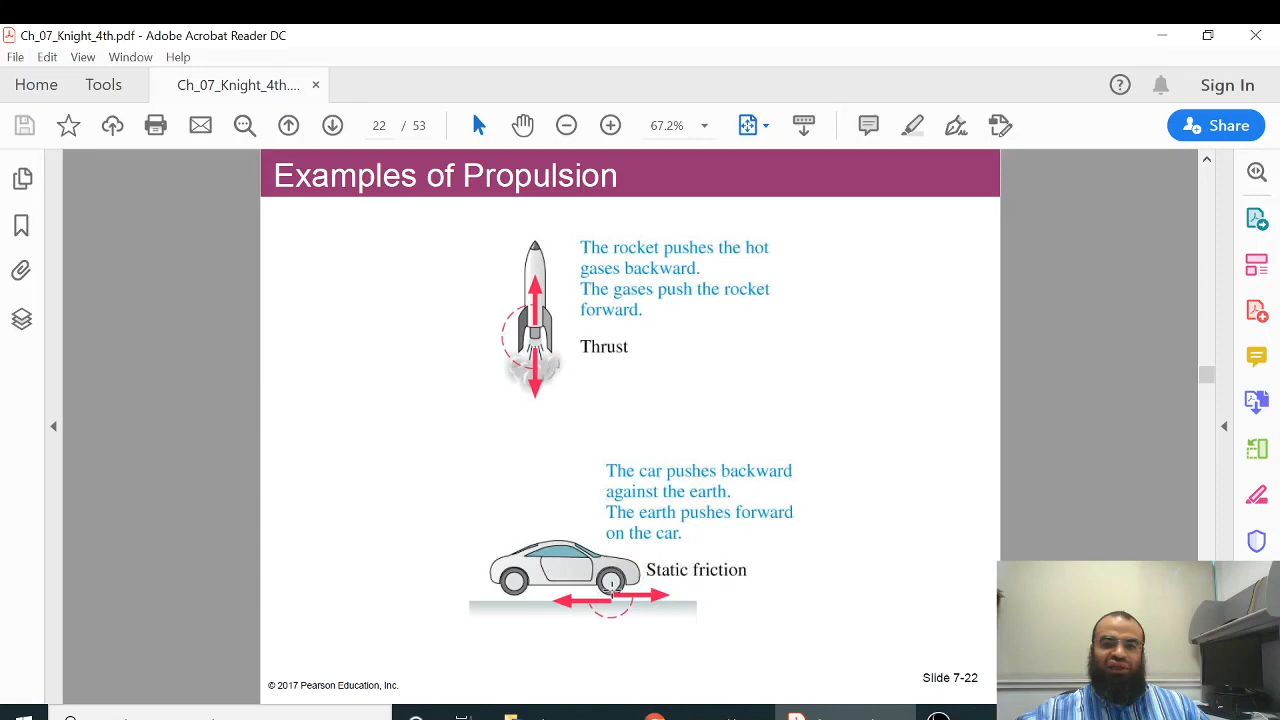 Ch_07_Knight_4th.pdf - Adobe Acrobat Reader DC
File Edit View Window Help
Home Tools Ch_07_Knight_4th.... × Sign In
22 / 53 67.2% Share
Examples of Propulsion
The rocket pushes the hot
gases backward.
The gases push the rocket
forward.
Thrust
The car pushes backward
against the earth.
The earth pushes forward
on the car.
Static friction
Slide 7-22
© 2017 Pearson Education, Inc.